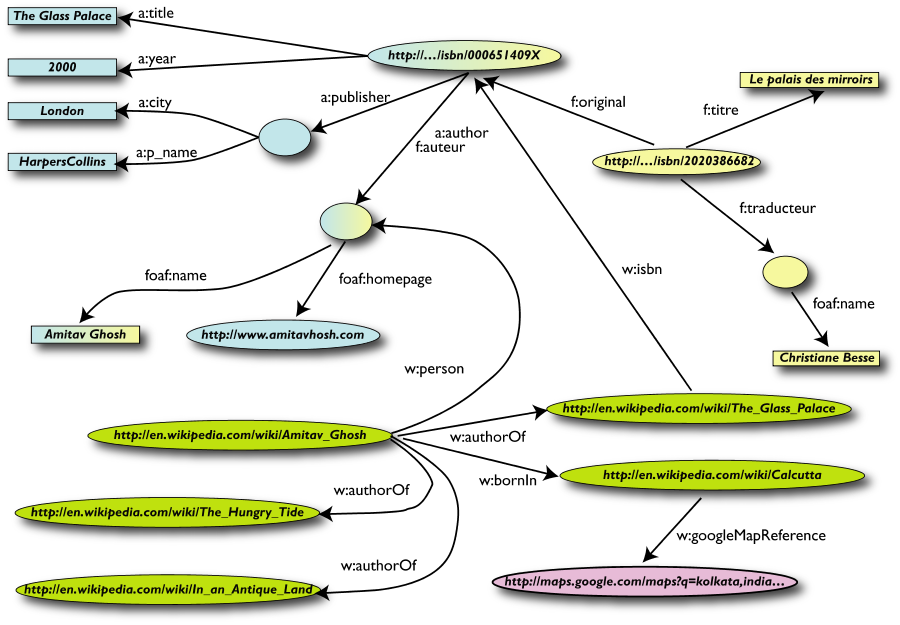 The Glass Palace
a:title
http://…/isbn/000651409X
2000
a:year
Le palais des mirroirs
London
a:city
a:publisher
f:original
f:titre
a:author
f:auteur
HarpersCollins
a:p_name
http://…/isbn/2020386682
f:traducteur
foaf:name
foaf:homepage
w:isbn
foaf:name
Amitav Ghosh
http://www.amitavhosh.com
Christiane Besse
w:person
http://en.wikipedia.com/wiki/The_Glass_Palace
http://en.wikipedia.com/wiki/Amitav_Ghosh
w:authorOf
w:bornIn
http://en.wikipedia.com/wiki/Calcutta
w:authorOf
http://en.wikipedia.com/wiki/The_Hungry_Tide
w:googleMapReference
w:authorOf
http://en.wikipedia.com/wiki/In_an_Antique_Land
http://maps.google.com/maps?q=kolkata,india…